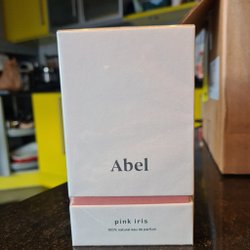 Abel
pink iris
100% natural eau de parfum